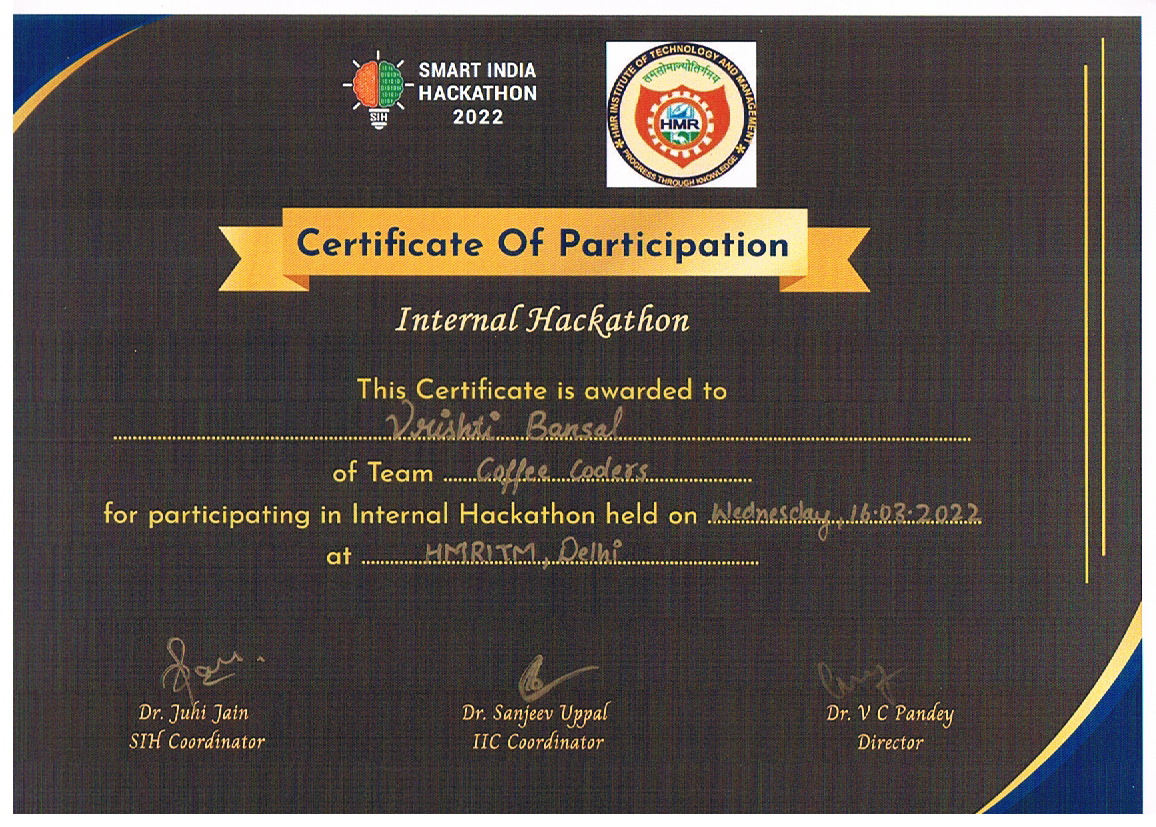 SMART INDIA
HACKATHON
2022
SIH
HMR INSTITUTE OF TECHNOLOGY AND MANAGEMENT
तमसोमाज्योतिर्गमय
HMR
PROGRESS THROUGH KNOWLEDGE
Certificate Of Participation
Internal Hackathon
This Certificate is awarded to
Vrishti Bansal
of Team Coffee Coders
for participating in Internal Hackathon held on Wednesday, 16.03.2022
at HMRITM, Delhi
Dr. Juhi Jain Dr. Sanjeev Uppal Dr. V C Pandey
SIH Coordinator IIC Coordinator Director